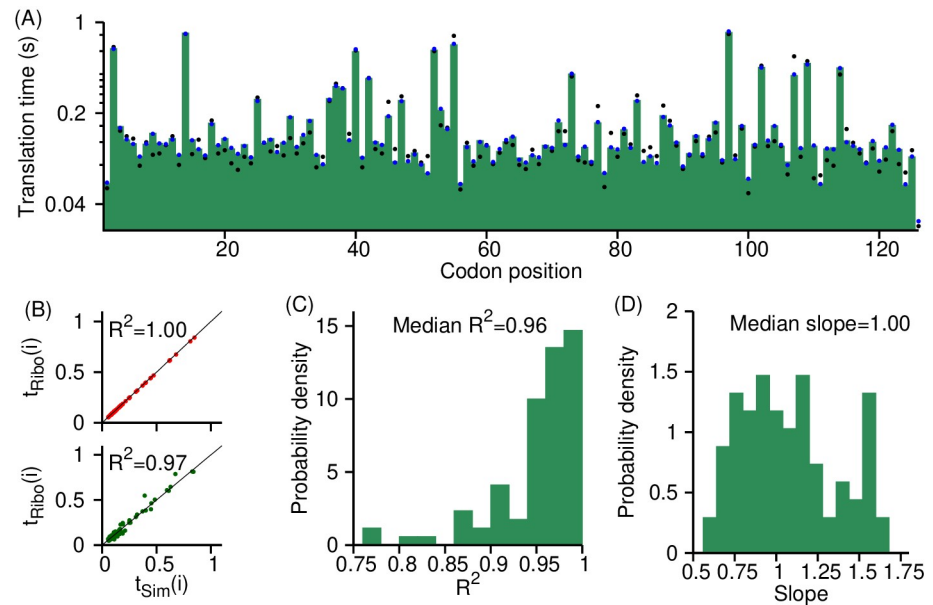 (A)
Translation time (s)
1
0.2
0.04
20 40 60 80 100 120
Codon position
(B)
R²=1.00
t_Ribo(i)
1
0.5
0
R²=0.97
t_Ribo(i)
1
0.5
0
0 0.5 1
t_Sim(i)
(C)
Median R²=0.96
Probability density
15
10
5
0
0.75 0.8 0.85 0.9 0.95 1
R²
(D)
Median slope=1.00
Probability density
2
1.5
1
0.5
0
0.5 0.75 1 1.25 1.5 1.75
Slope